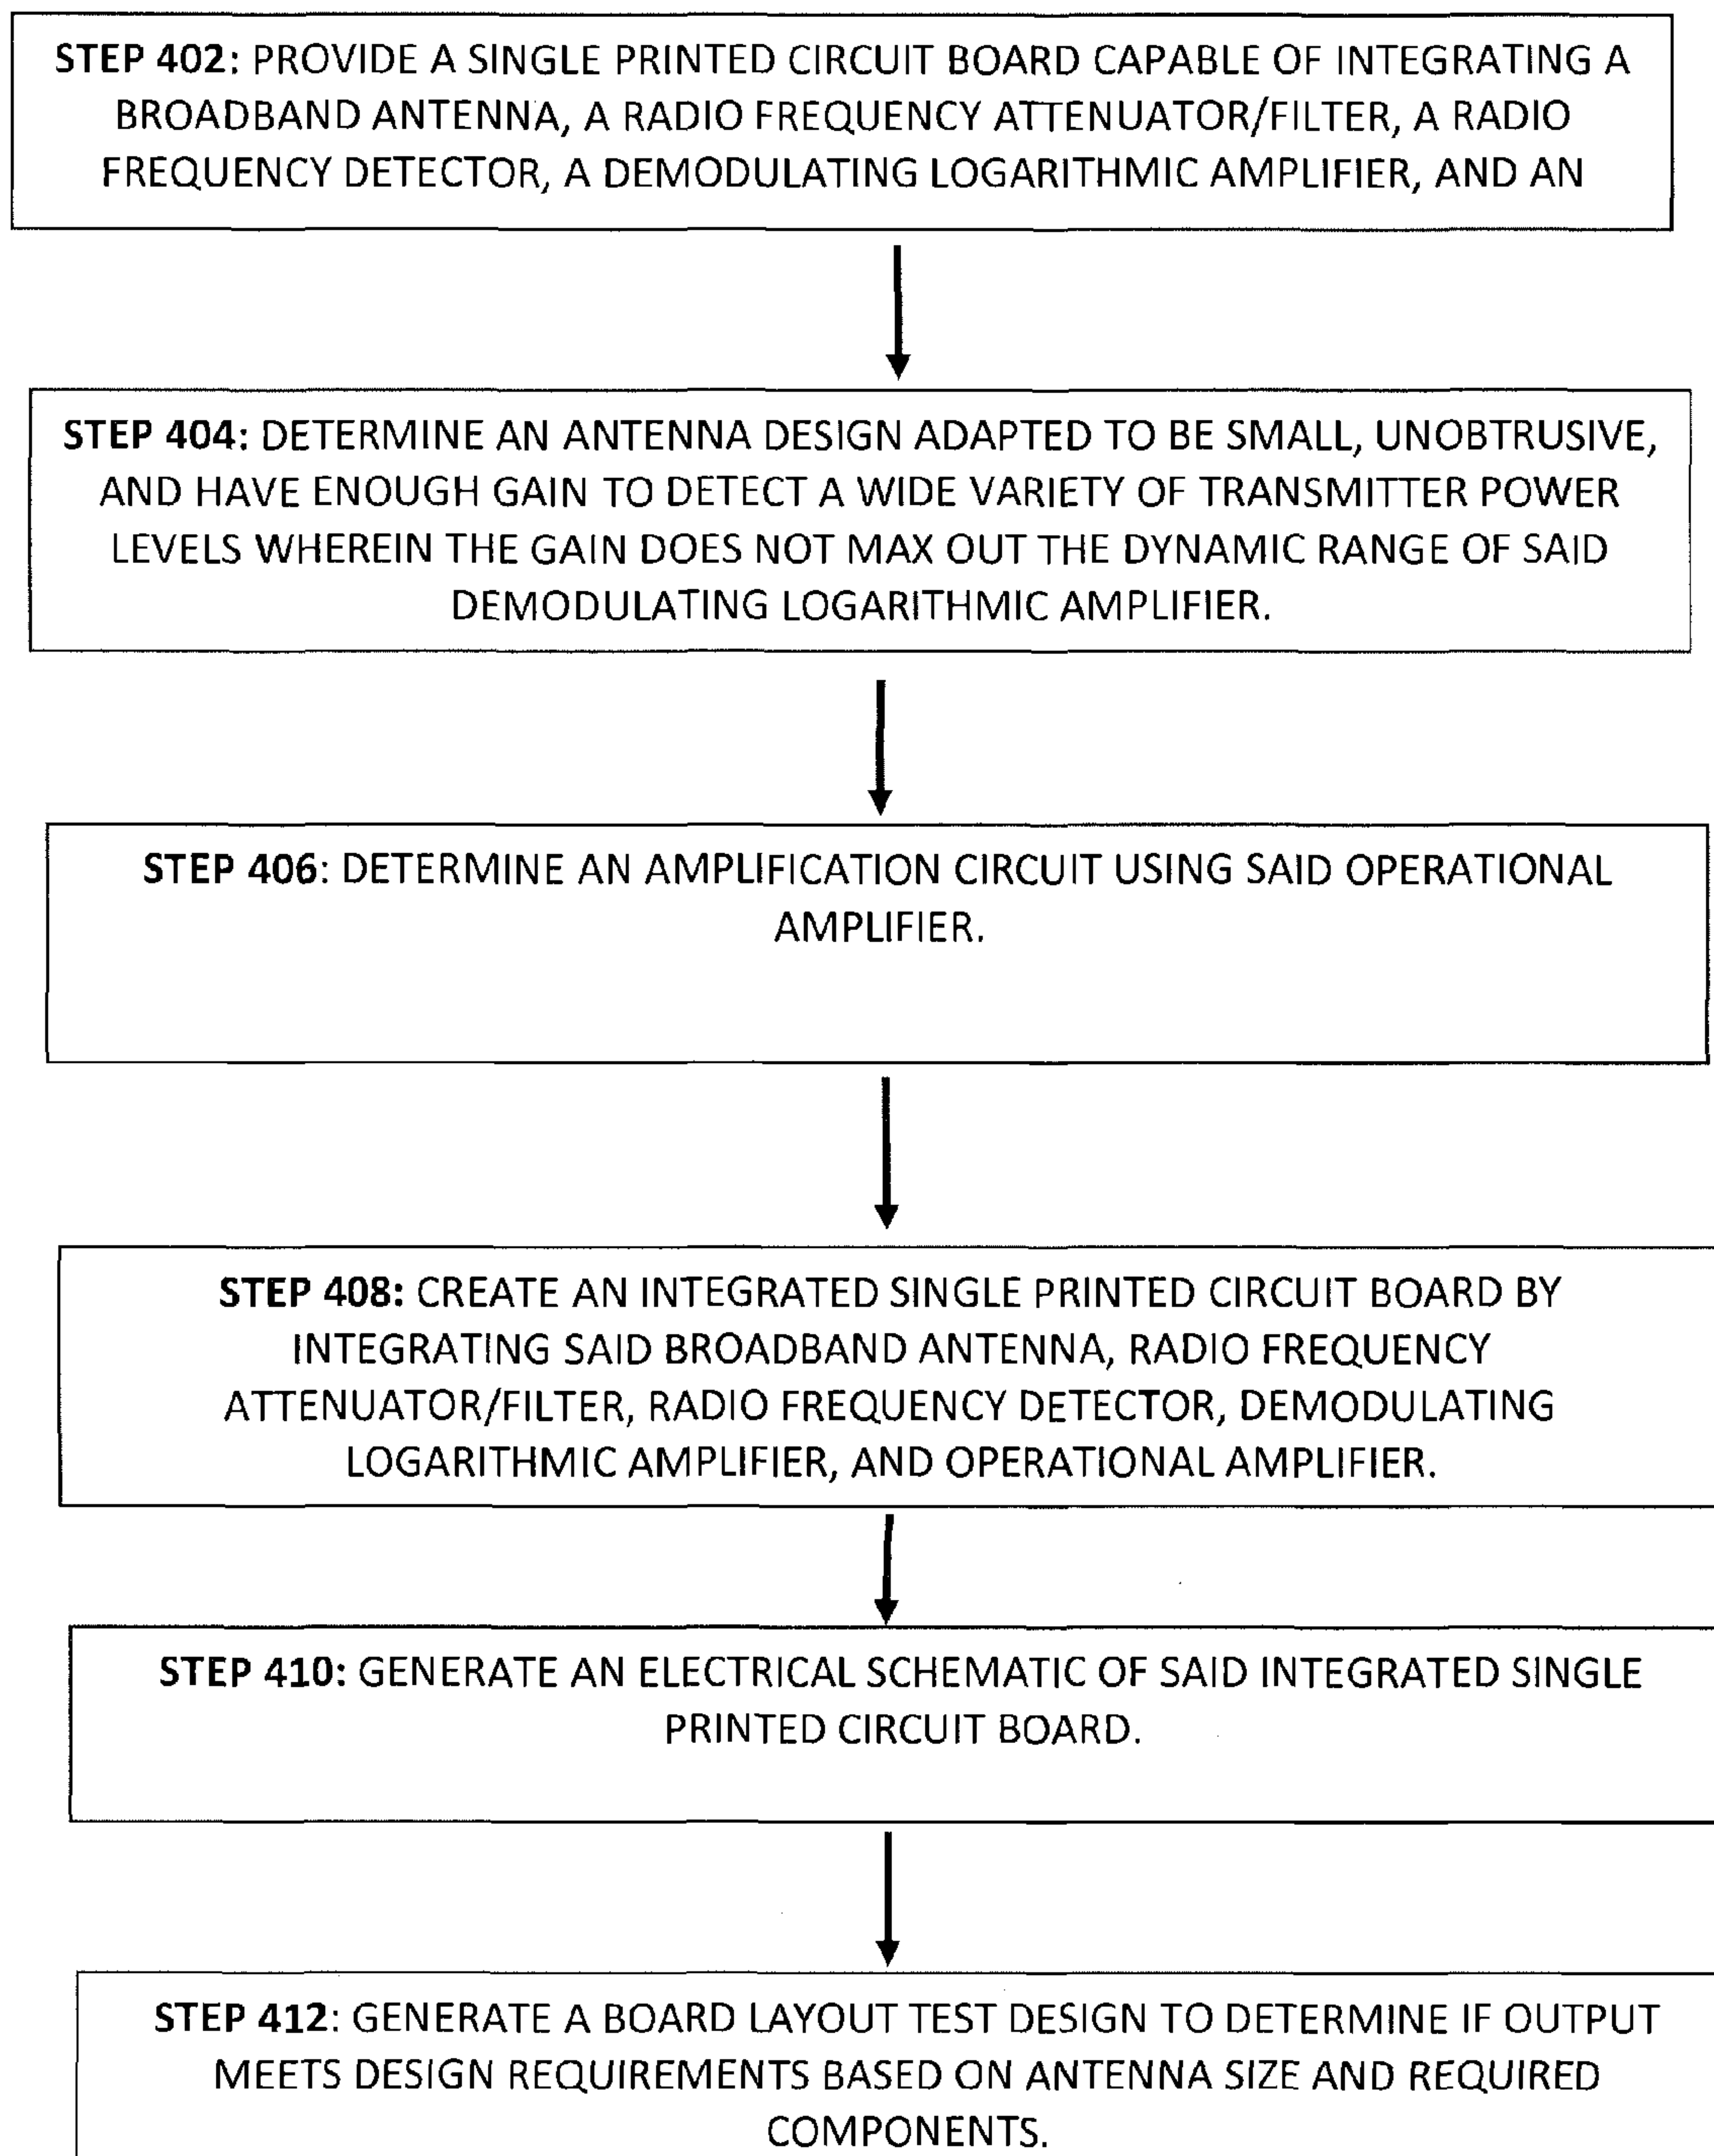 STEP 402: PROVIDE A SINGLE PRINTED CIRCUIT BOARD CAPABLE OF INTEGRATING A
BROADBAND ANTENNA, A RADIO FREQUENCY ATTENUATOR/FILTER, A RADIO
FREQUENCY DETECTOR, A DEMODULATING LOGARITHMIC AMPLIFIER, AND AN
STEP 404: DETERMINE AN ANTENNA DESIGN ADAPTED TO BE SMALL, UNOBTRUSIVE,
AND HAVE ENOUGH GAIN TO DETECT A WIDE VARIETY OF TRANSMITTER POWER
LEVELS WHEREIN THE GAIN DOES NOT MAX OUT THE DYNAMIC RANGE OF SAID
DEMODULATING LOGARITHMIC AMPLIFIER.
STEP 406: DETERMINE AN AMPLIFICATION CIRCUIT USING SAID OPERATIONAL
AMPLIFIER.
STEP 408: CREATE AN INTEGRATED SINGLE PRINTED CIRCUIT BOARD BY
INTEGRATING SAID BROADBAND ANTENNA, RADIO FREQUENCY
ATTENUATOR/FILTER, RADIO FREQUENCY DETECTOR, DEMODULATING
LOGARITHMIC AMPLIFIER, AND OPERATIONAL AMPLIFIER.
STEP 410: GENERATE AN ELECTRICAL SCHEMATIC OF SAID INTEGRATED SINGLE
PRINTED CIRCUIT BOARD.
STEP 412: GENERATE A BOARD LAYOUT TEST DESIGN TO DETERMINE IF OUTPUT
MEETS DESIGN REQUIREMENTS BASED ON ANTENNA SIZE AND REQUIRED
COMPONENTS.